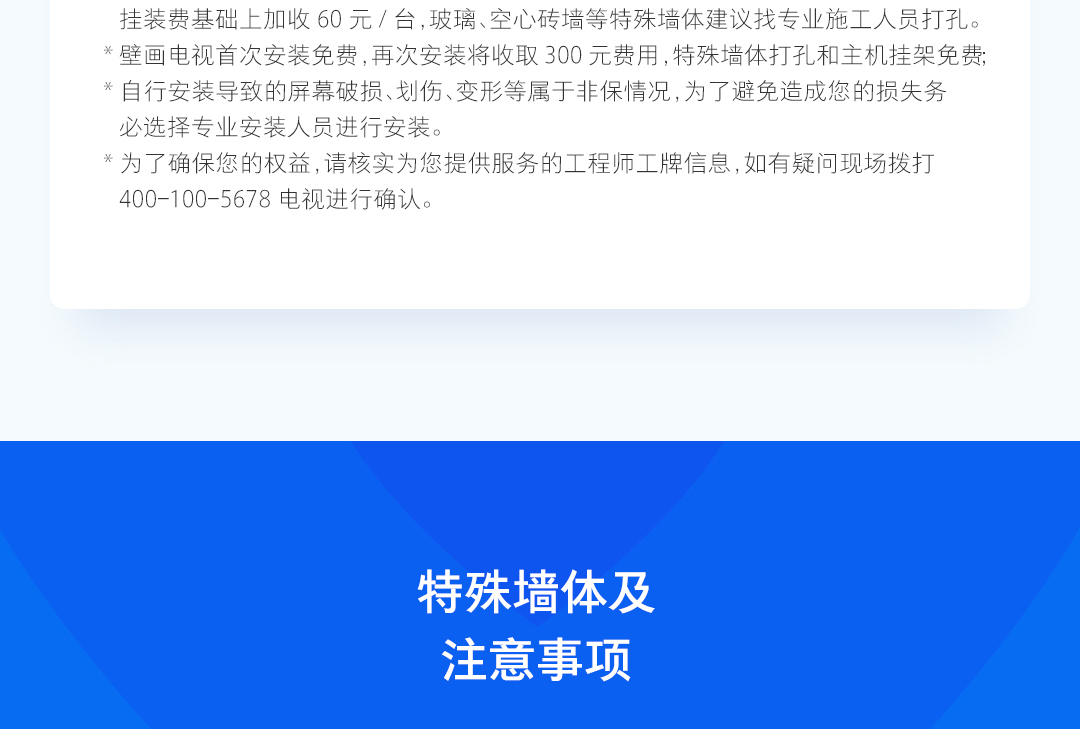 挂装费基础上加收 60 元 / 台,玻璃、空心砖墙等特殊墙体建议找专业施工人员打孔。
* 壁画电视首次安装免费,再次安装将收取 300 元费用,特殊墙体打孔和主机挂架免费;
* 自行安装导致的屏幕破损、划伤、变形等属于非保情况,为了避免造成您的损失务
必选择专业安装人员进行安装。
* 为了确保您的权益,请核实为您提供服务的工程师工牌信息,如有疑问现场拨打
400-100-5678 电视进行确认。
特殊墙体及
注意事项